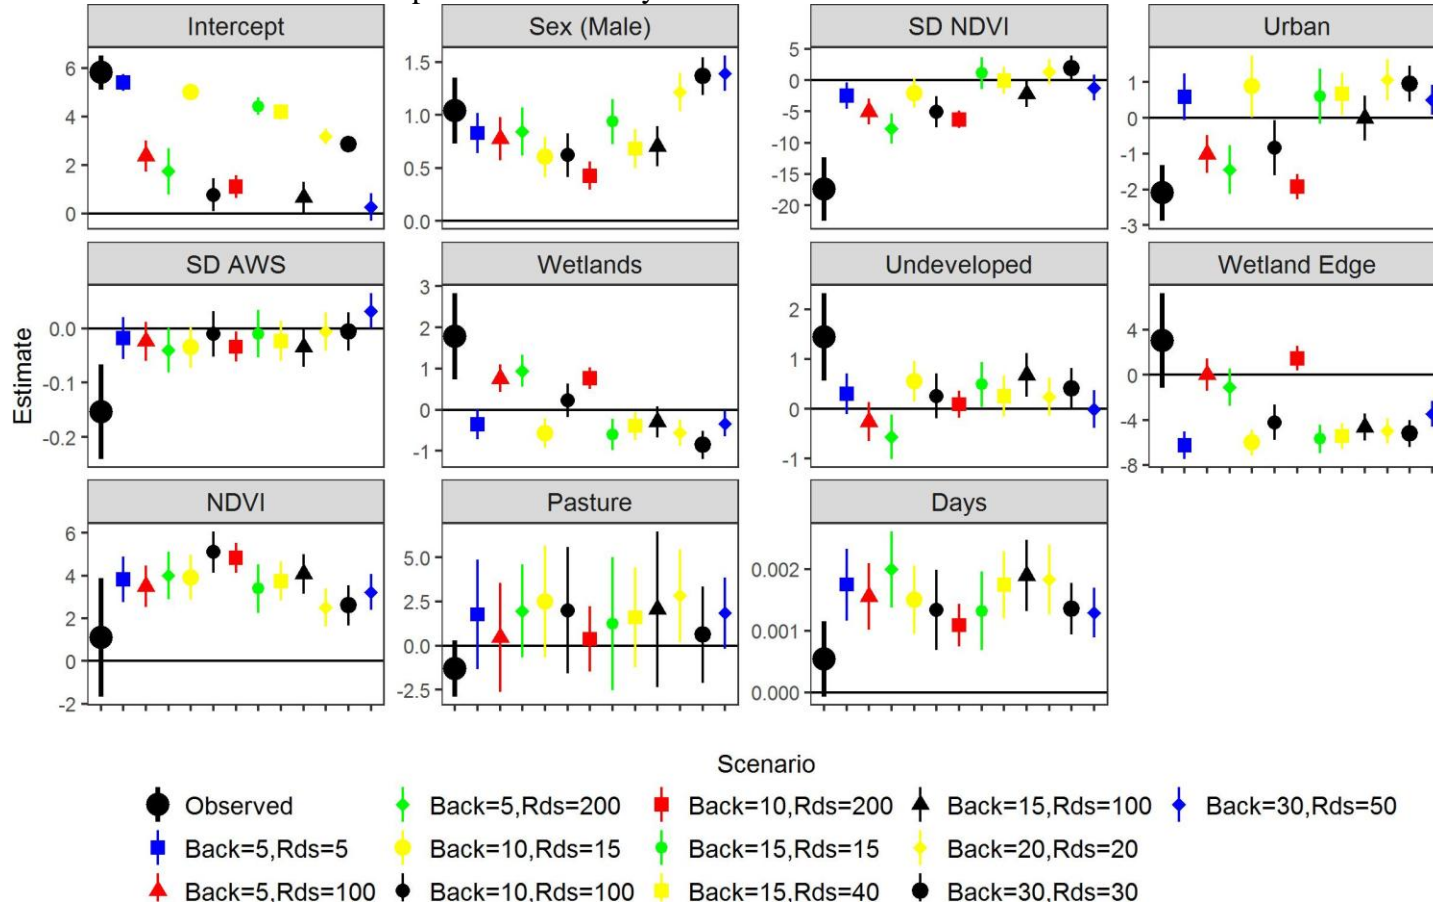 Intercept Sex (Male) SD NDVI Urban
6 4 2 0
1.5 1.0 0.5 0.0
5 0 -5 -10 -15 -20
1 0 -1 -2 -3
SD AWS Wetlands Undeveloped Wetland Edge
0.0 -0.1 -0.2
3 2 1 0 -1
2 1 0 -1
4 0 -4 -8
Estimate
NDVI Pasture Days
6 4 2 0 -2
5.0 2.5 0.0 -2.5
0.002 0.001 0.000
Scenario
Observed Back=5,Rds=200 Back=10,Rds=200 Back=15,Rds=100 Back=30,Rds=50
Back=5,Rds=5 Back=10,Rds=15 Back=15,Rds=15 Back=20,Rds=20
Back=5,Rds=100 Back=10,Rds=100 Back=15,Rds=40 Back=30,Rds=30